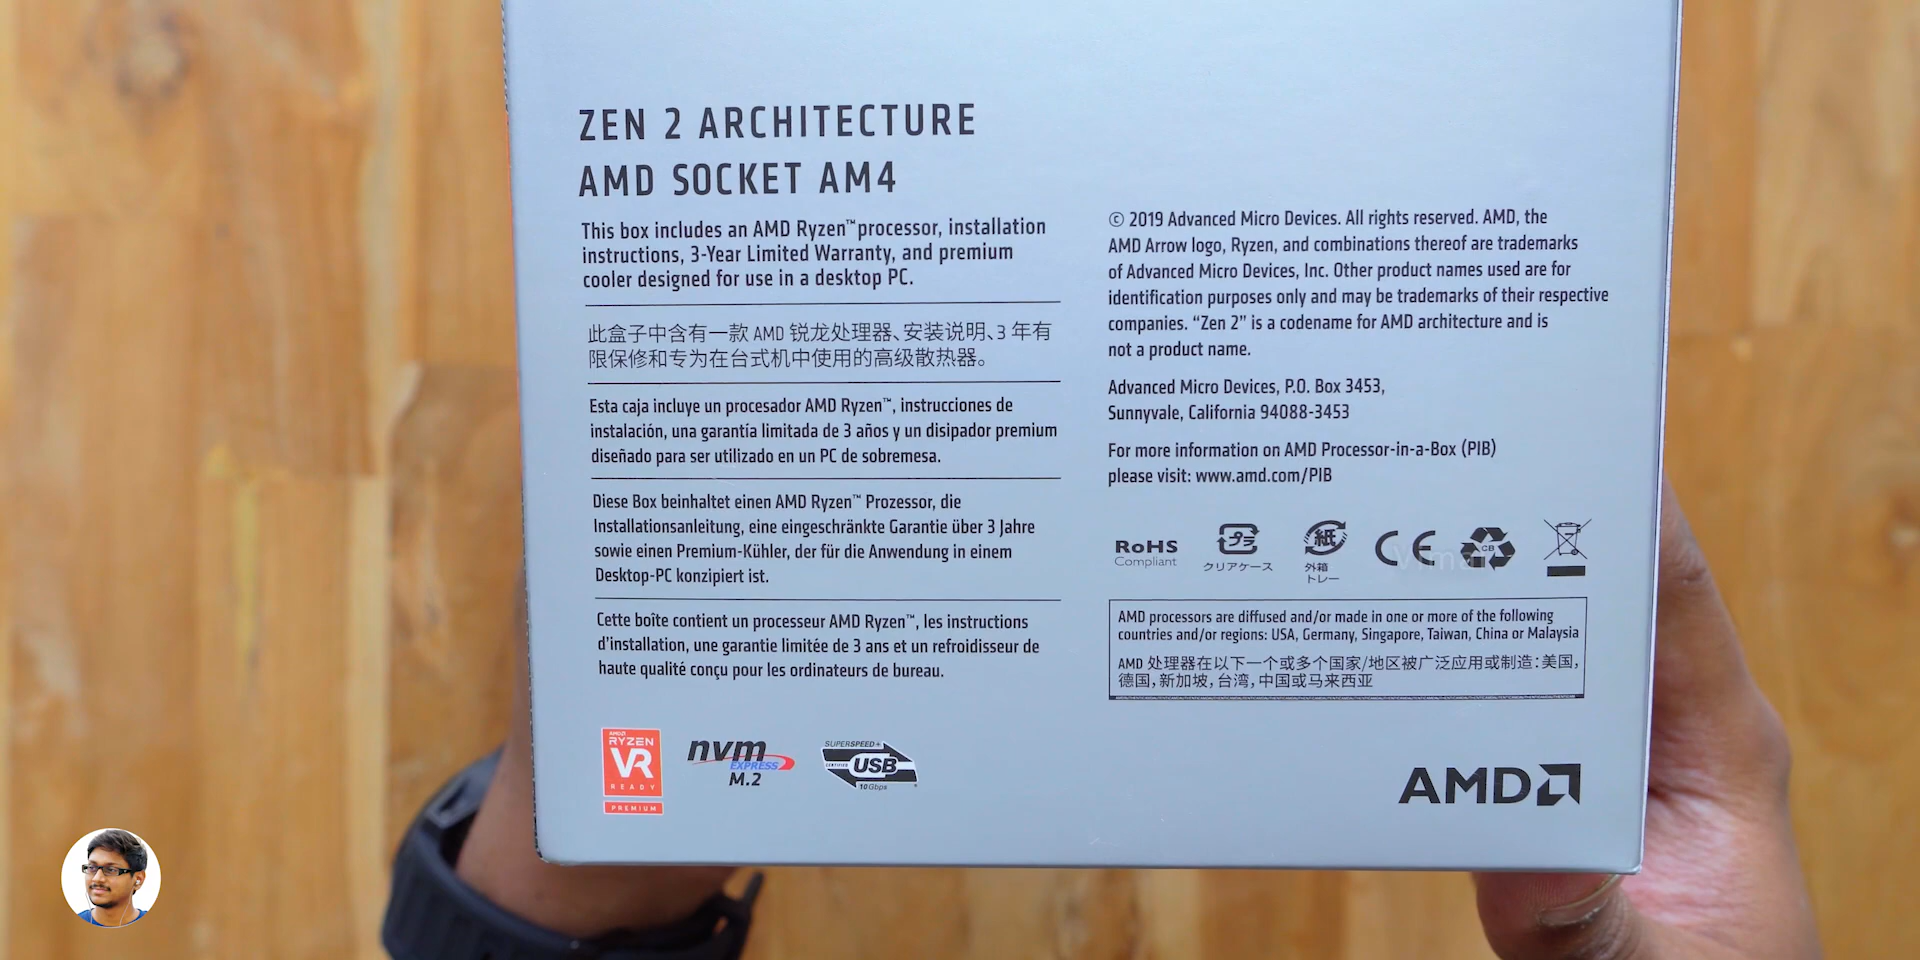 ZEN 2 ARCHITECTURE
AMD SOCKET AM4
This box includes an AMD Ryzen™ processor, installation
instructions, 3-Year Limited Warranty, and premium
cooler designed for use in a desktop PC.
此盒子中含有一款 AMD 锐龙处理器、安装说明、3 年有
限保修和专为在台式机中使用的高级散热器。
Esta caja incluye un procesador AMD Ryzen™, instrucciones de
instalación, una garantía limitada de 3 años y un disipador premium
diseñado para ser utilizado en un PC de sobremesa.
Diese Box beinhaltet einen AMD Ryzen™ Prozessor, die
Installationsanleitung, eine eingeschränkte Garantie über 3 Jahre
sowie einen Premium-Kühler, der für die Anwendung in einem
Desktop-PC konzipiert ist.
Cette boîte contient un processeur AMD Ryzen™, les instructions
d'installation, une garantie limitée de 3 ans et un refroidisseur de
haute qualité conçu pour les ordinateurs de bureau.
AMD
RYZEN
VR
READY
PREMIUM
nvm
EXPRESS
M.2
SUPERSPEED+
CERTIFIED
USB
10Gbps
© 2019 Advanced Micro Devices. All rights reserved. AMD, the
AMD Arrow logo, Ryzen, and combinations thereof are trademarks
of Advanced Micro Devices, Inc. Other product names used are for
identification purposes only and may be trademarks of their respective
companies. “Zen 2” is a codename for AMD architecture and is
not a product name.
Advanced Micro Devices, P.O. Box 3453,
Sunnyvale, California 94088-3453
For more information on AMD Processor-in-a-Box (PIB)
please visit: www.amd.com/PIB
RoHS
Compliant
プラ
クリアケース
紙
外箱
トレー
CE
CB
AMD processors are diffused and/or made in one or more of the following
countries and/or regions: USA, Germany, Singapore, Taiwan, China or Malaysia
AMD 处理器在以下一个或多个国家/地区被广泛应用或制造：美国，
德国，新加坡，台湾，中国或马来西亚
AMD